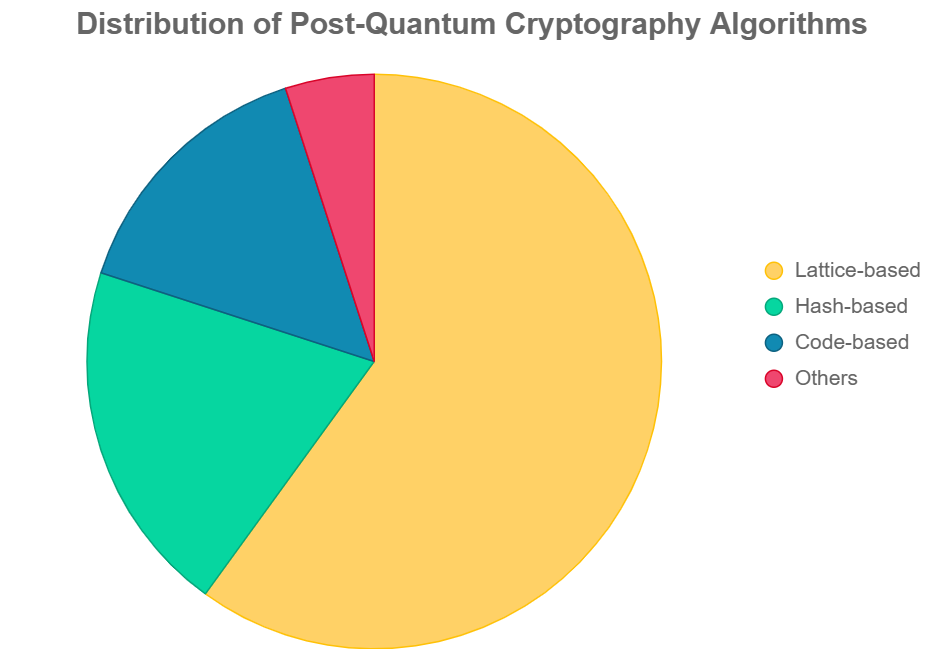 Distribution of Post-Quantum Cryptography Algorithms
Lattice-based
Hash-based
Code-based
Others